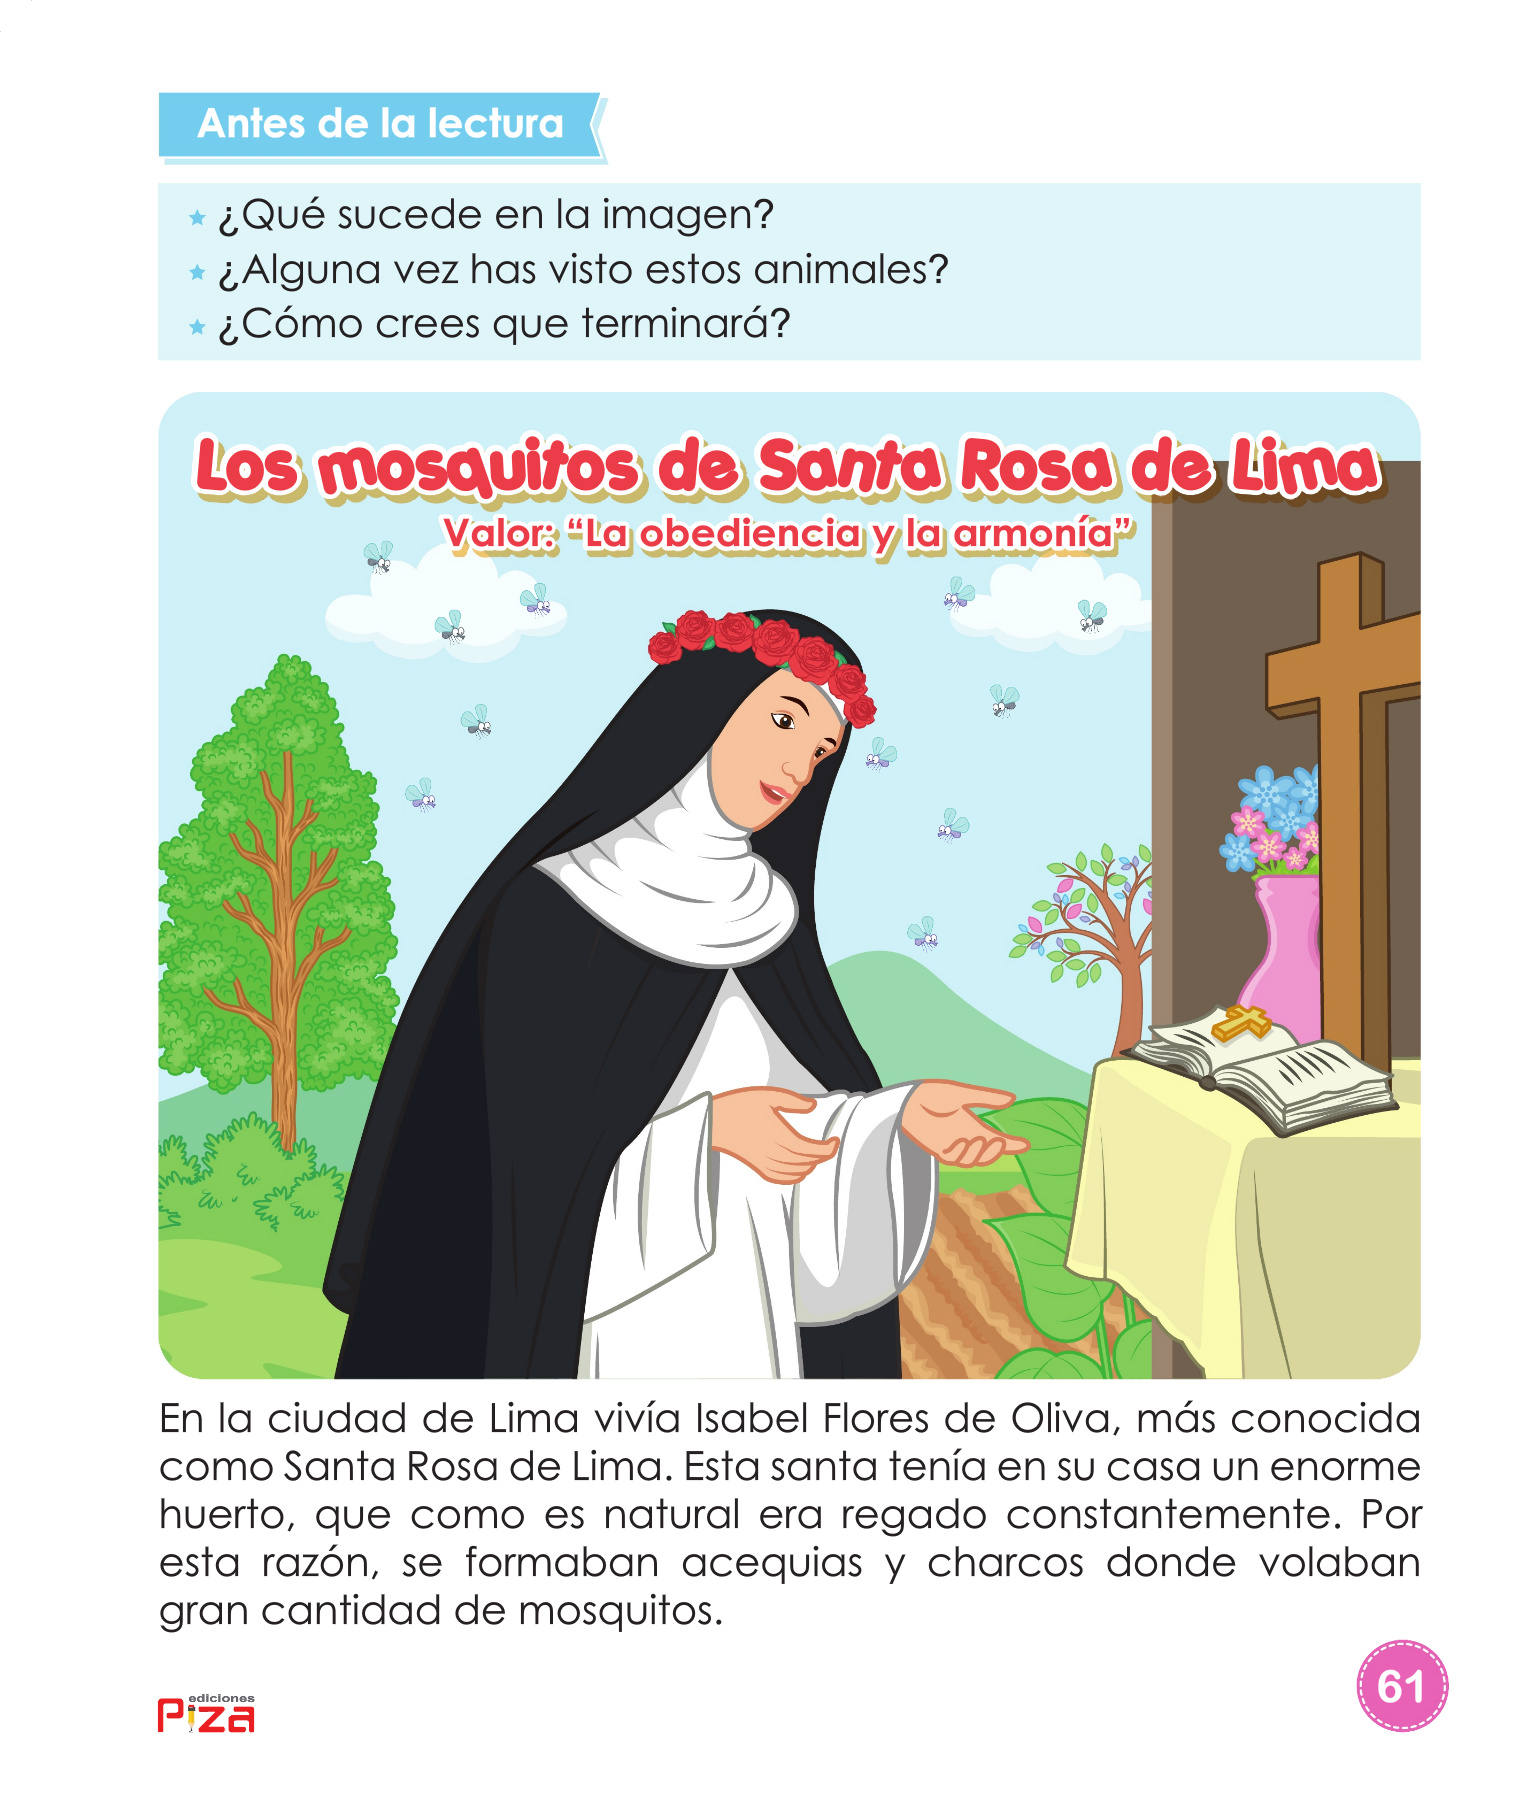 Antes de la lectura
¿Qué sucede en la imagen?
¿Alguna vez has visto estos animales?
¿Cómo crees que terminará?
Los mosquitos de Santa Rosa de Lima
Valor: “La obediencia y la armonía”
En la ciudad de Lima vivía Isabel Flores de Oliva, más conocida
como Santa Rosa de Lima. Esta santa tenía en su casa un enorme
huerto, que como es natural era regado constantemente. Por
esta razón, se formaban acequias y charcos donde volaban
gran cantidad de mosquitos.
ediciones
Piza
61